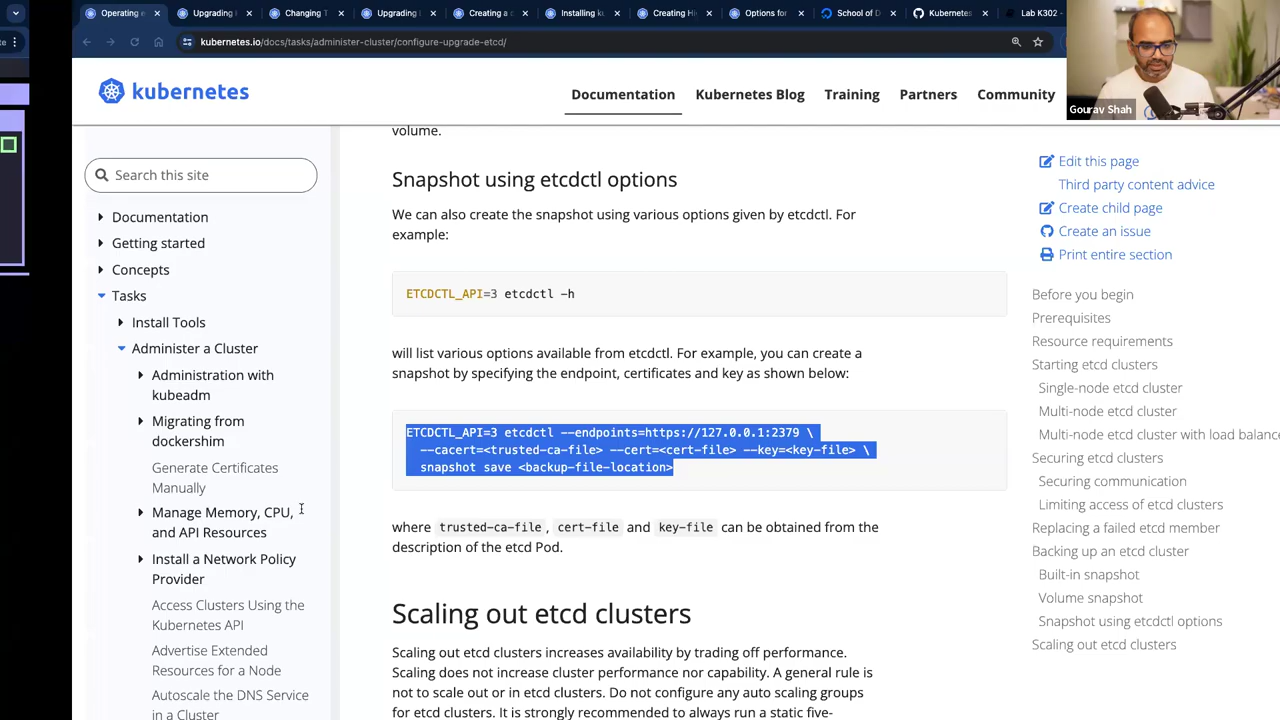 Operating e
Upgrading
Changing T
Upgrading
Creating a c
Installing ku
Creating Hi
Options for
School of D
Kubernetes
Lab K302 -
kubernetes.io/docs/tasks/administer-cluster/configure-upgrade-etcd/
kubernetes
Documentation
Kubernetes Blog
Training
Partners
Community
Gourav Shah
Search this site
Documentation
Getting started
Concepts
Tasks
Install Tools
Administer a Cluster
Administration with
kubeadm
Migrating from
dockershim
Generate Certificates
Manually
Manage Memory, CPU,
and API Resources
Install a Network Policy
Provider
Access Clusters Using the
Kubernetes API
Advertise Extended
Resources for a Node
Autoscale the DNS Service
in a Cluster
volume.
Snapshot using etcdctl options
We can also create the snapshot using various options given by etcdctl. For
example:
ETCDCTL_API=3 etcdctl -h
will list various options available from etcdctl. For example, you can create a
snapshot by specifying the endpoint, certificates and key as shown below:
ETCDCTL_API=3 etcdctl --endpoints=https://127.0.0.1:2379 \
--cacert=<trusted-ca-file> --cert=<cert-file> --key=<key-file> \
snapshot save <backup-file-location>
where trusted-ca-file, cert-file and key-file can be obtained from the
description of the etcd Pod.
Scaling out etcd clusters
Scaling out etcd clusters increases availability by trading off performance.
Scaling does not increase cluster performance nor capability. A general rule is
not to scale out or in etcd clusters. Do not configure any auto scaling groups
for etcd clusters. It is strongly recommended to always run a static five-
Edit this page
Third party content advice
Create child page
Create an issue
Print entire section
Before you begin
Prerequisites
Resource requirements
Starting etcd clusters
Single-node etcd cluster
Multi-node etcd cluster
Multi-node etcd cluster with load balance
Securing etcd clusters
Securing communication
Limiting access of etcd clusters
Replacing a failed etcd member
Backing up an etcd cluster
Built-in snapshot
Volume snapshot
Snapshot using etcdctl options
Scaling out etcd clusters